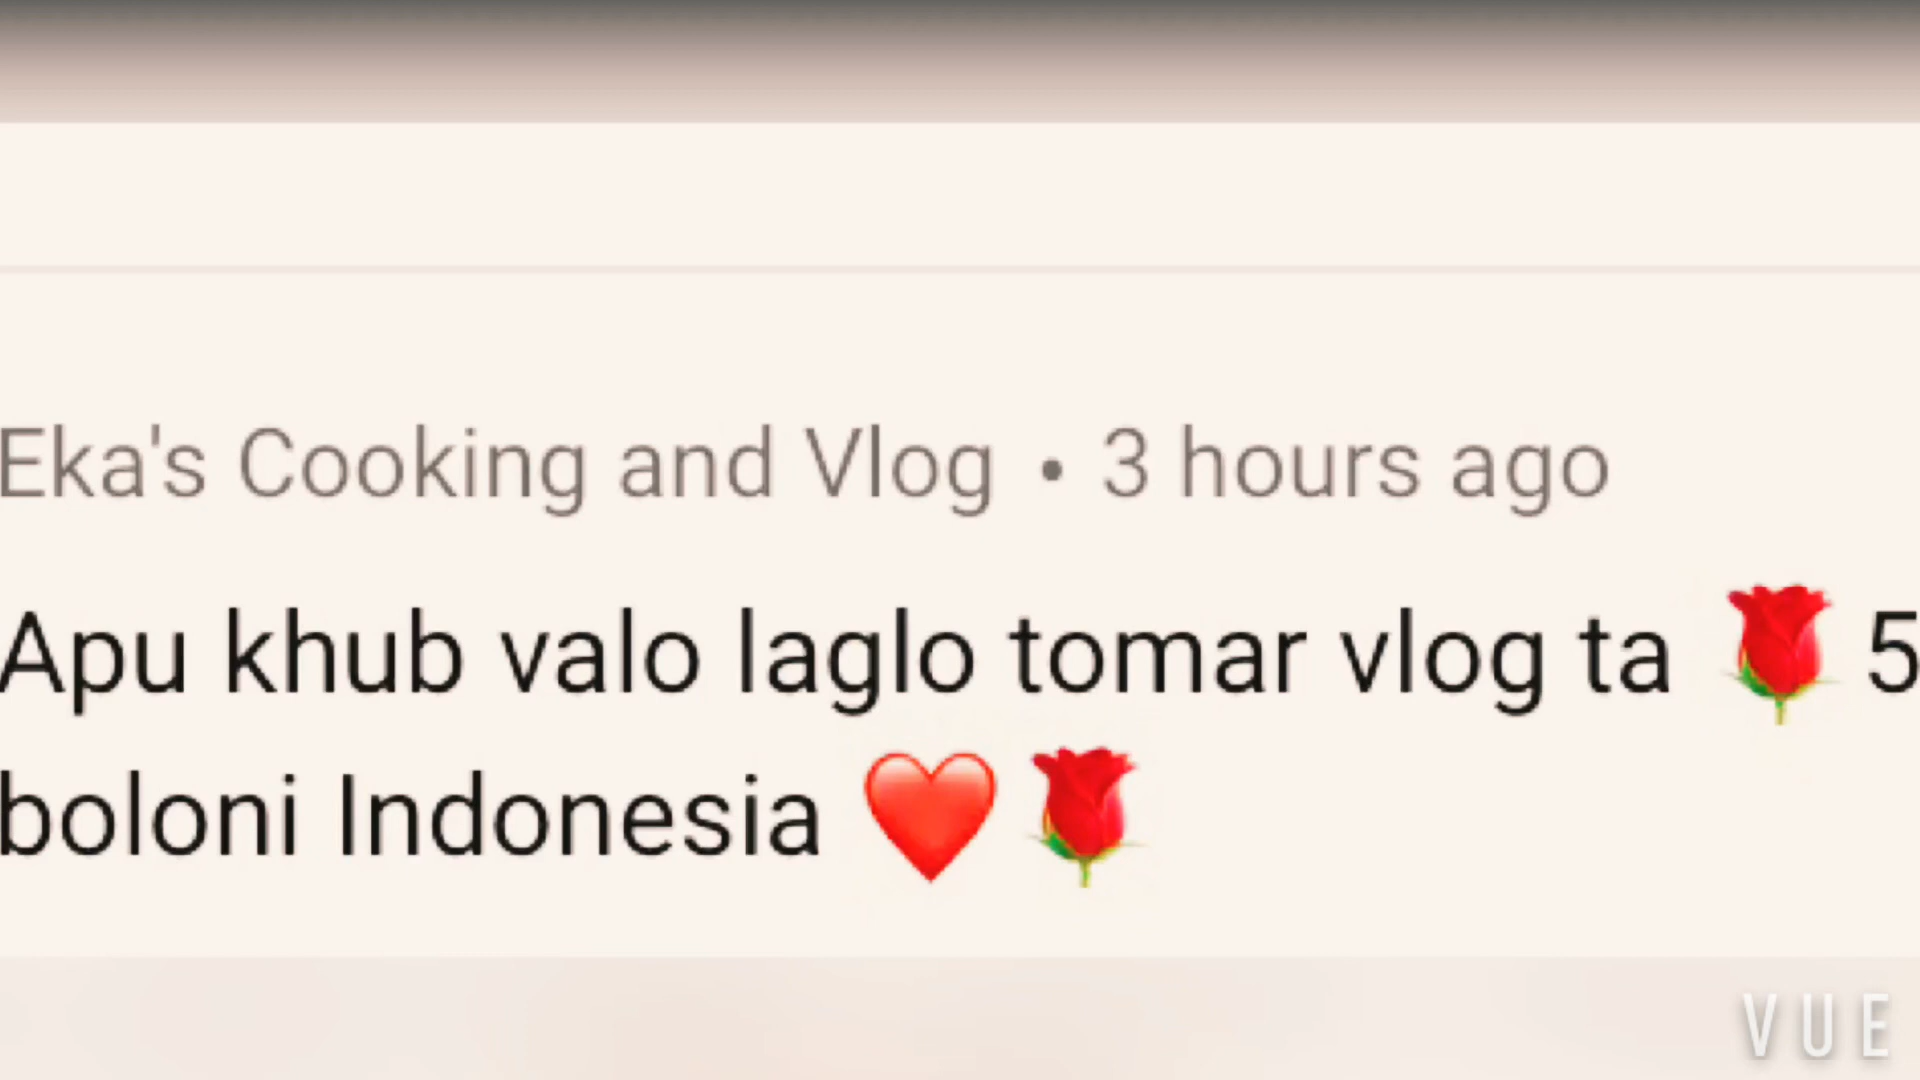 Eka's Cooking and Vlog • 3 hours ago
Apu khub valo laglo tomar vlog ta 🌹 5
boloni Indonesia ❤️🌹
VUE